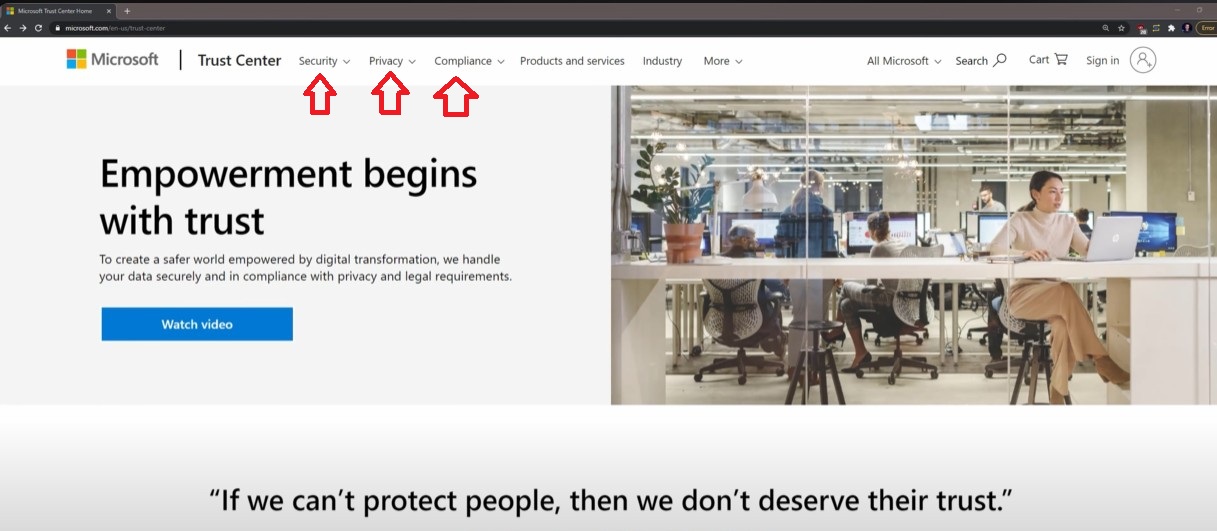 Microsoft Trust Center Home
microsoft.com/en-us/trust-center
Error
Microsoft
Trust Center
Security
Privacy
Compliance
Products and services
Industry
More
All Microsoft
Search
Cart
Sign in
Empowerment begins
with trust
To create a safer world empowered by digital transformation, we handle
your data securely and in compliance with privacy and legal requirements.
Watch video
“If we can’t protect people, then we don’t deserve their trust.”